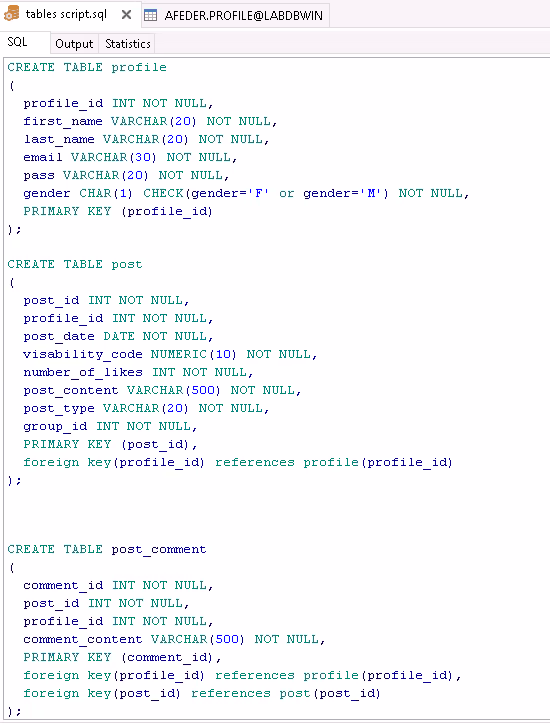 tables script.sql
AFEDER.PROFILE@LABDBWIN
SQL Output Statistics
CREATE TABLE profile
(
profile_id INT NOT NULL,
first_name VARCHAR(20) NOT NULL,
last_name VARCHAR(20) NOT NULL,
email VARCHAR(30) NOT NULL,
pass VARCHAR(20) NOT NULL,
gender CHAR(1) CHECK(gender='F' or gender='M') NOT NULL,
PRIMARY KEY (profile_id)
);
CREATE TABLE post
(
post_id INT NOT NULL,
profile_id INT NOT NULL,
post_date DATE NOT NULL,
visability_code NUMERIC(10) NOT NULL,
number_of_likes INT NOT NULL,
post_content VARCHAR(500) NOT NULL,
post_type VARCHAR(20) NOT NULL,
group_id INT NOT NULL,
PRIMARY KEY (post_id),
foreign key(profile_id) references profile(profile_id)
);
CREATE TABLE post_comment
(
comment_id INT NOT NULL,
post_id INT NOT NULL,
profile_id INT NOT NULL,
comment_content VARCHAR(500) NOT NULL,
PRIMARY KEY (comment_id),
foreign key(profile_id) references profile(profile_id),
foreign key(post_id) references post(post_id)
);